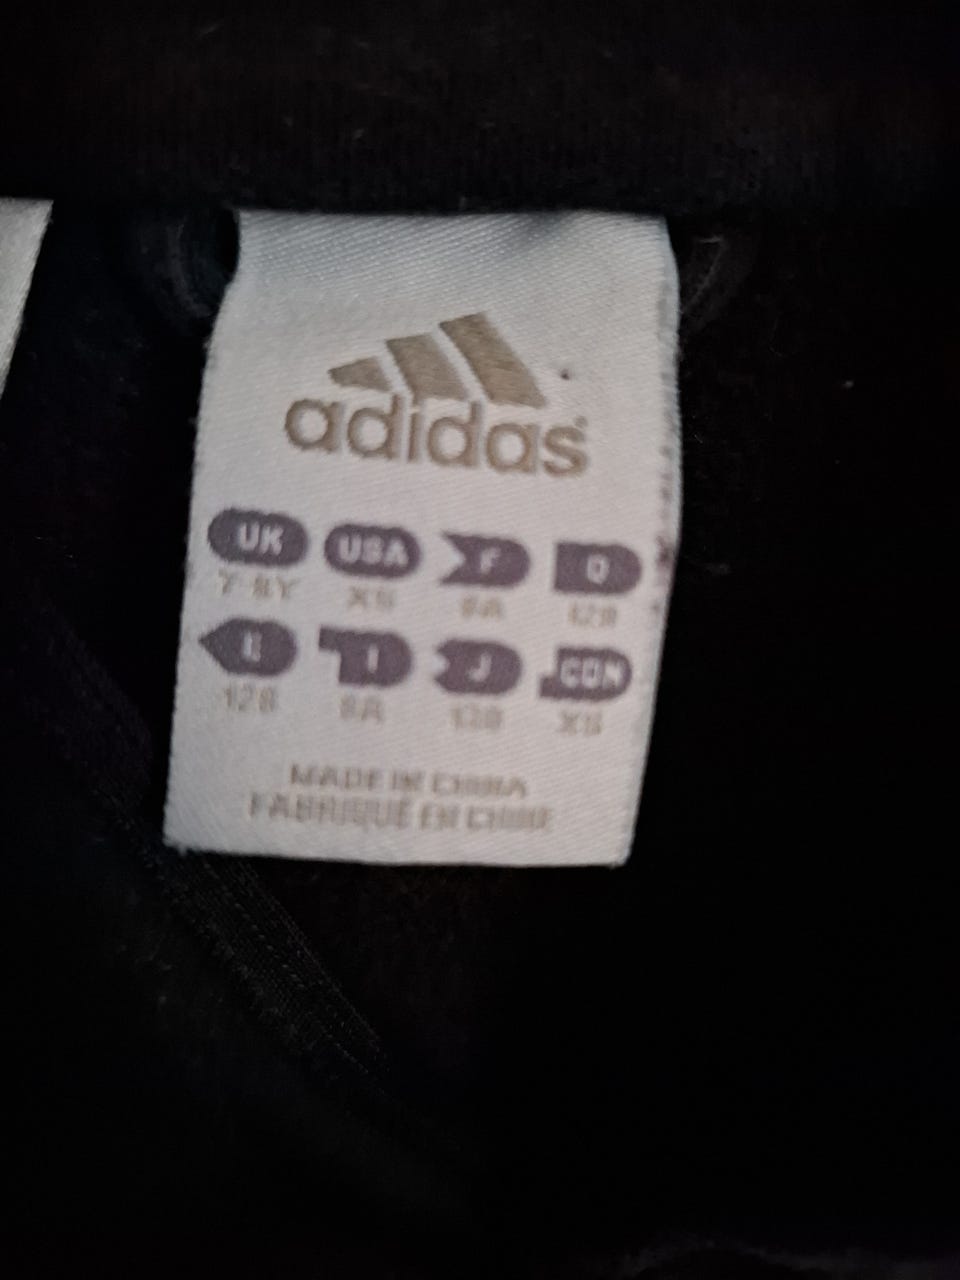 adidas
UK USA F D
7-8Y XS 8A 128
E I J CDN
128 8A 130 XS
MADE IN CHINA
FABRIQUÉ EN CHINE